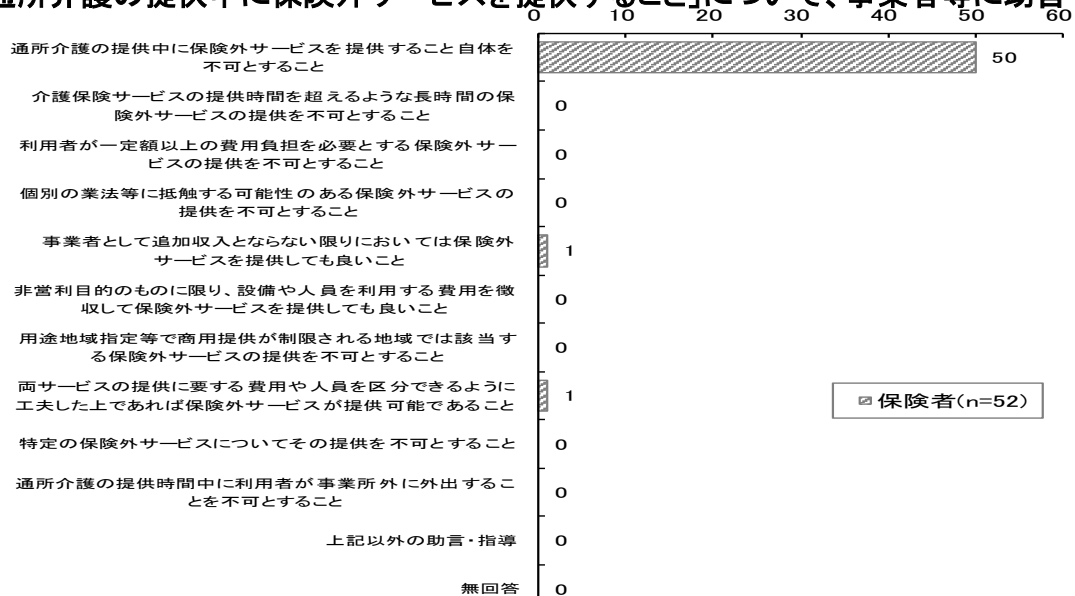 通所介護の提供中に保険外サービスを提供すること」について、事業者等に助言
0 10 20 30 40 50 60
通所介護の提供中に保険外サービスを提供すること自体を
不可とすること
50
介護保険サービスの提供時間を超えるような長時間の保
険外サービスの提供を不可とすること
0
利用者が一定額以上の費用負担を必要とする保険外サー
ビスの提供を不可とすること
0
個別の業法等に抵触する可能性のある保険外サービスの
提供を不可とすること
0
事業者として追加収入とならない限りにおいては保険外
サービスを提供しても良いこと
1
非営利目的のものに限り、設備や人員を利用する費用を徴
収して保険外サービスを提供しても良いこと
0
用途地域指定等で商用提供が制限される地域では該当す
る保険外サービスの提供を不可とすること
0
両サービスの提供に要する費用や人員を区分できるように
工夫した上であれば保険外サービスが提供可能であること
1
保険者(n=52)
特定の保険外サービスについてその提供を不可とすること
0
通所介護の提供時間中に利用者が事業所外に外出するこ
とを不可とすること
0
上記以外の助言・指導
0
無回答
0